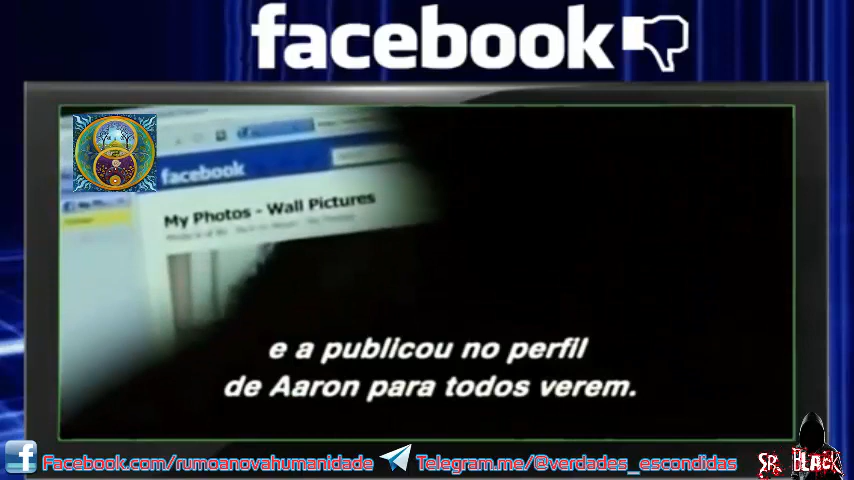 facebook
facebook
My Photos - Wall Pictures
e a publicou no perfil
de Aaron para todos verem.
Facebook.com/rumoanovahumanidade
Telegram.me/@verdades_escondidas
SR. BLACK